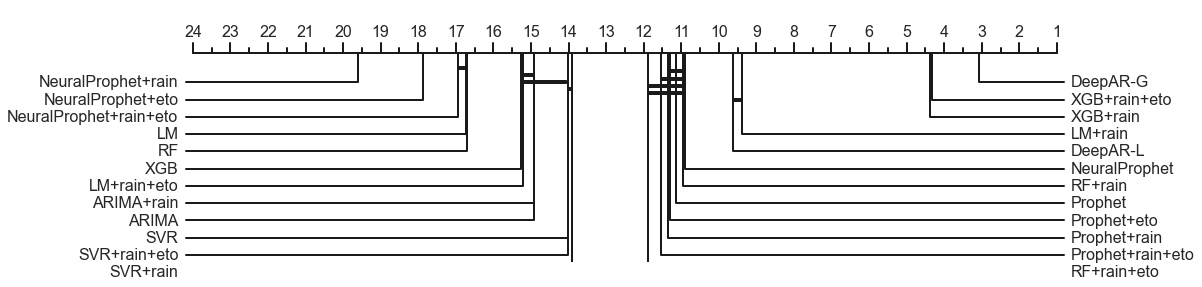 24 23 22 21 20 19 18 17 16 15 14 13 12 11 10 9 8 7 6 5 4 3 2 1
NeuralProphet+rain DeepAR-G
NeuralProphet+eto XGB+rain+eto
NeuralProphet+rain+eto XGB+rain
LM LM+rain
RF DeepAR-L
XGB NeuralProphet
LM+rain+eto RF+rain
ARIMA+rain Prophet
ARIMA Prophet+eto
SVR Prophet+rain
SVR+rain+eto Prophet+rain+eto
SVR+rain RF+rain+eto